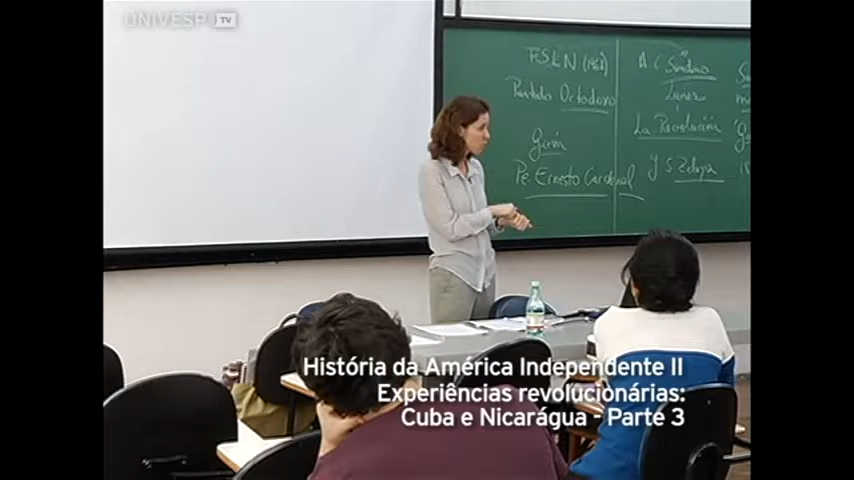 UNIVESP TV
FSLN (1961)
Partido Ortodoxo
Girón
Pe. Ernesto Cardenal
A. C. Sandino
Lunes
La Revolución
J S Zelaya
História da América Independente II
Experiências revolucionárias:
Cuba e Nicarágua - Parte 3